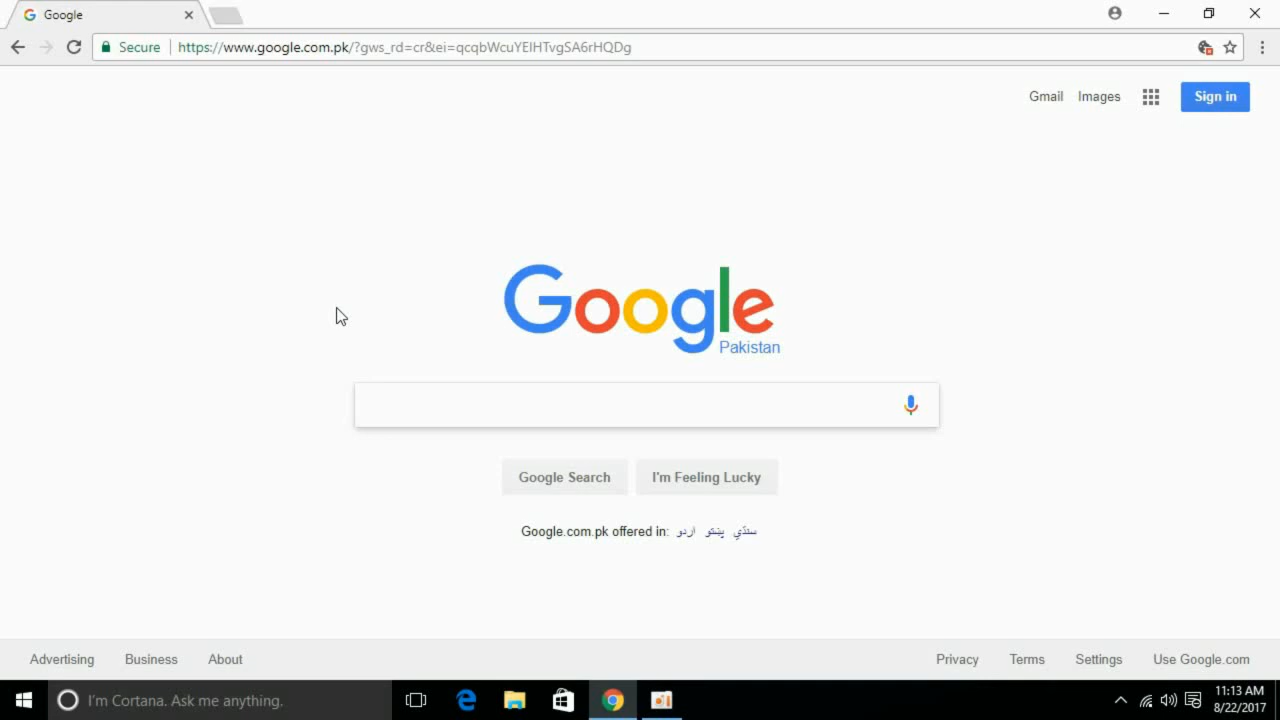 Google
Secure
https://www.google.com.pk/?gws_rd=cr&ei=qcqbWcuYEIHTvgSA6rHQDg
Gmail Images Sign in
Google
Pakistan
Google Search I'm Feeling Lucky
Google.com.pk offered in: اردو پښتو سنڌي
Advertising Business About Privacy Terms Settings Use Google.com
I'm Cortana. Ask me anything.
11:13 AM
8/22/2017